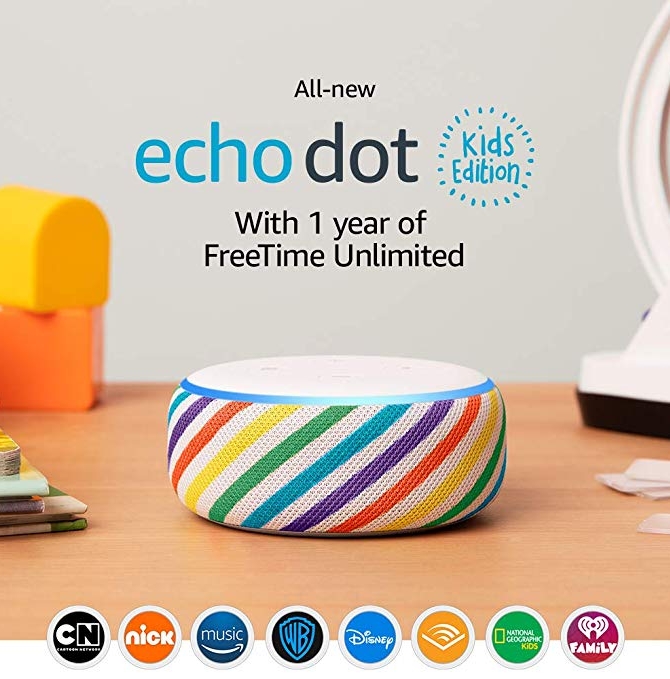 All-new
echo dot
Kids
Edition
With 1 year of
FreeTime Unlimited
CN
CARTOON NETWORK
nick
music
WB
Disney
NATIONAL
GEOGRAPHIC
KiDS
iHeart
FAMiLY